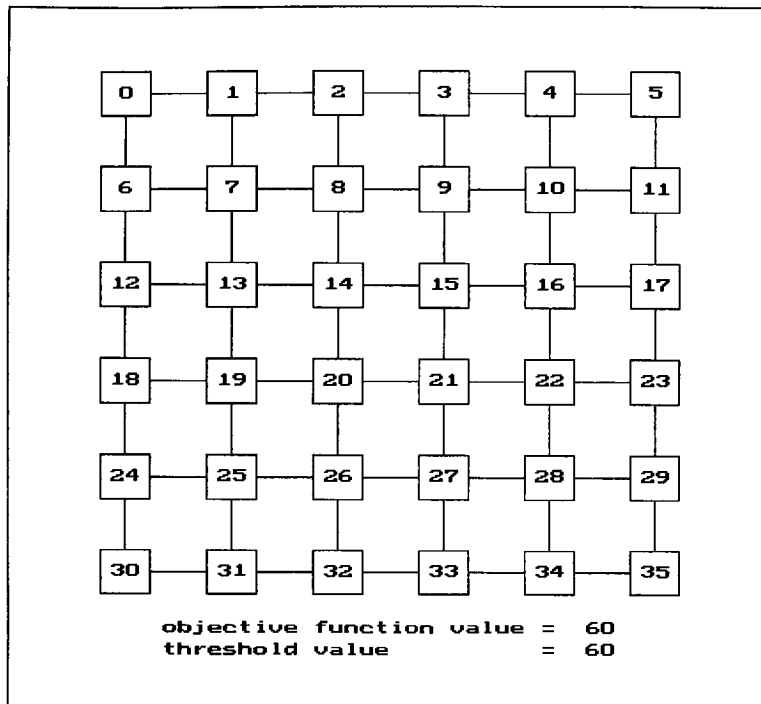 0 1 2 3 4 5
6 7 8 9 10 11
12 13 14 15 16 17
18 19 20 21 22 23
24 25 26 27 28 29
30 31 32 33 34 35
objective function value = 60
threshold value = 60